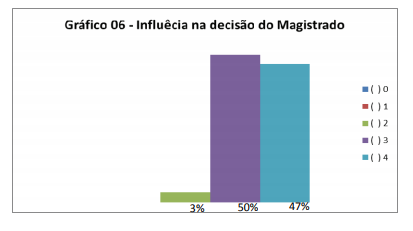 Gráfico 06 - Influêcia na decisão do Magistrado
( ) 0
( ) 1
( ) 2
( ) 3
( ) 4
3% 50% 47%